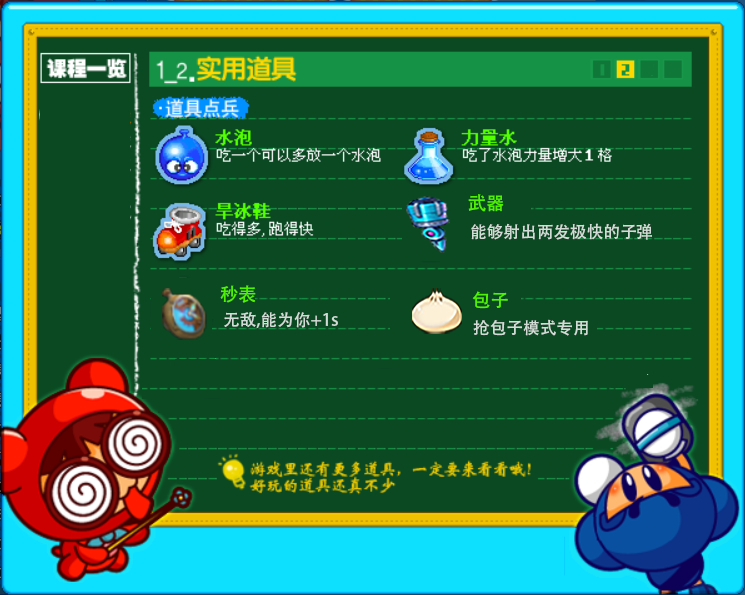 课程一览
1_2.实用道具
1 2
·道具点兵
水泡
吃一个可以多放一个水泡
力量水
吃了水泡力量增大1格
旱冰鞋
吃得多,跑得快
武器
能够射出两发极快的子弹
秒表
无敌,能为你+1s
包子
抢包子模式专用
游戏里还有更多道具，一定要来看看哦!
好玩的道具还真不少